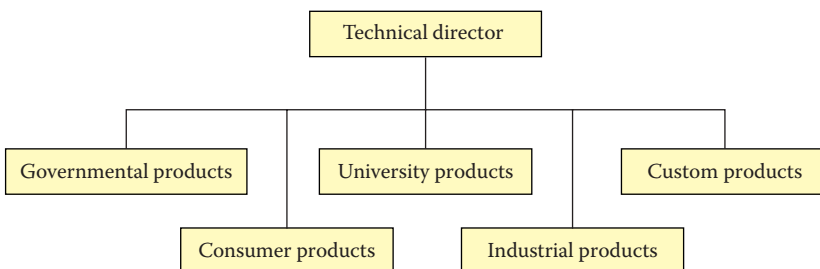 Technical director
Governmental products
University products
Custom products
Consumer products
Industrial products